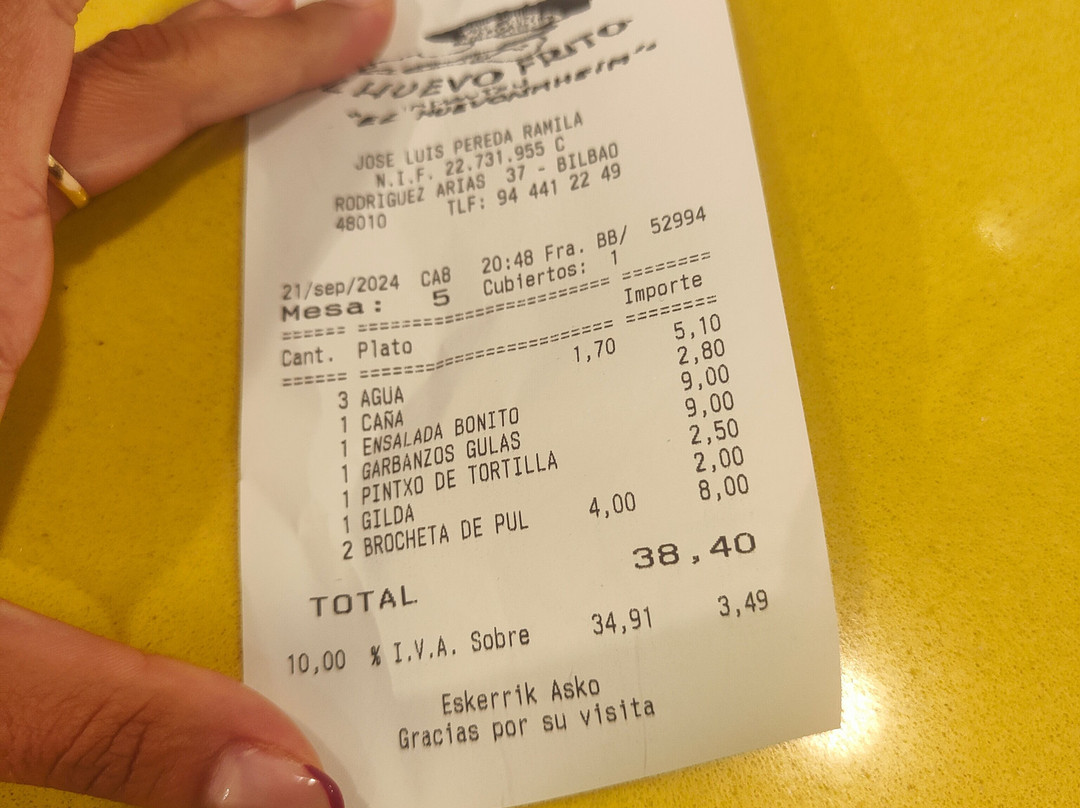 HUEVO FRITO
JOSE LUIS PEREDA RAMILA
N.I.F. 22.731.955 C
RODRIGUEZ ARIAS 37 - BILBAO
48010 TLF: 94 441 22 49
21/sep/2024 CAB 20:48 Fra. BB/ 52994
Mesa: 5 Cubiertos: 1
====== ============================ ========
Cant. Plato Importe
====== ============================ ========
3 AGUA 1,70 5,10
1 CAÑA 2,80
1 ENSALADA BONITO 9,00
1 GARBANZOS GULAS 9,00
1 PINTXO DE TORTILLA 2,50
1 GILDA 2,00
2 BROCHETA DE PUL 4,00 8,00
TOTAL 38,40
10,00 % I.V.A. Sobre 34,91 3,49
Eskerrik Asko
Gracias por su visita